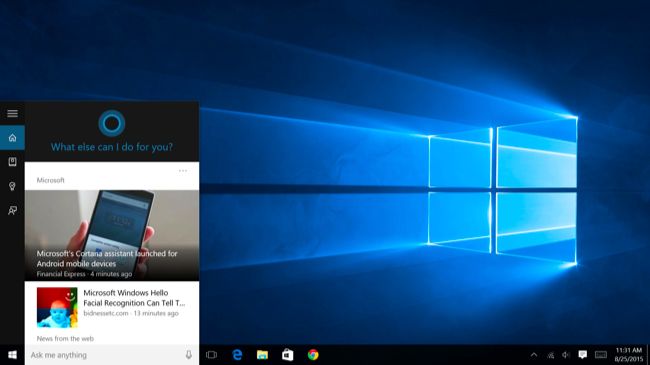 What else can I do for you?
Microsoft
Microsoft's Cortana assistant launched for
Android mobile devices
Financial Express · 4 minutes ago
Microsoft Windows Hello
Facial Recognition Can Tell T...
bidnessetc.com · 13 minutes ago
News from the web
Ask me anything
11:31 AM
8/25/2015